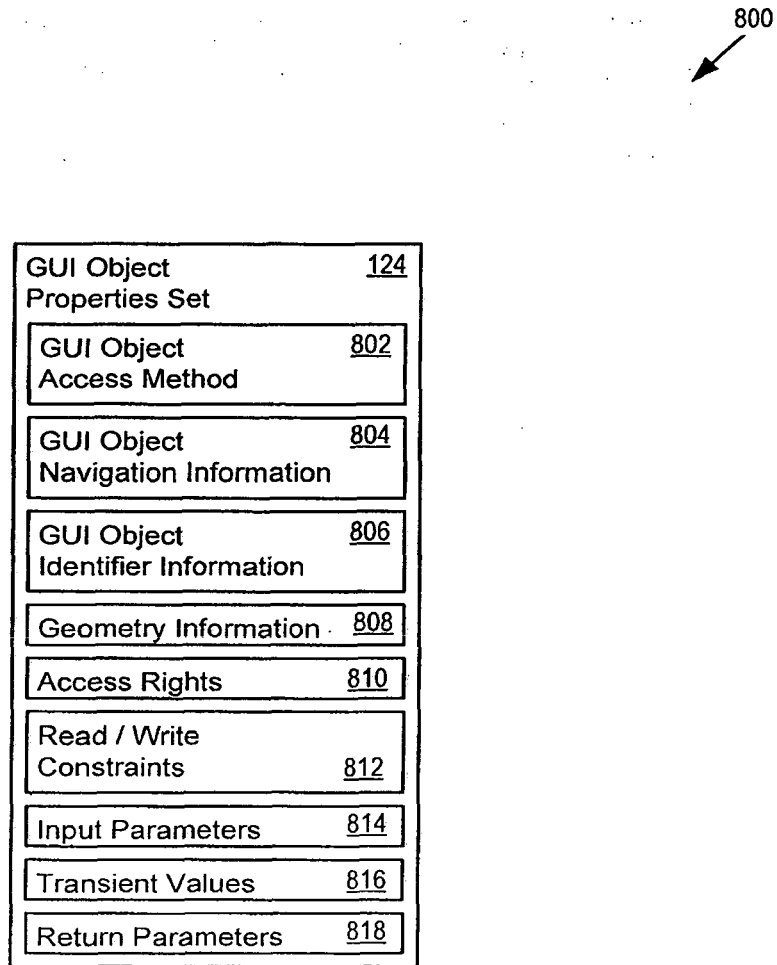 800
GUI Object 124
Properties Set
GUI Object 802
Access Method
GUI Object 804
Navigation Information
GUI Object 806
Identifier Information
Geometry Information 808
Access Rights 810
Read / Write
Constraints 812
Input Parameters 814
Transient Values 816
Return Parameters 818